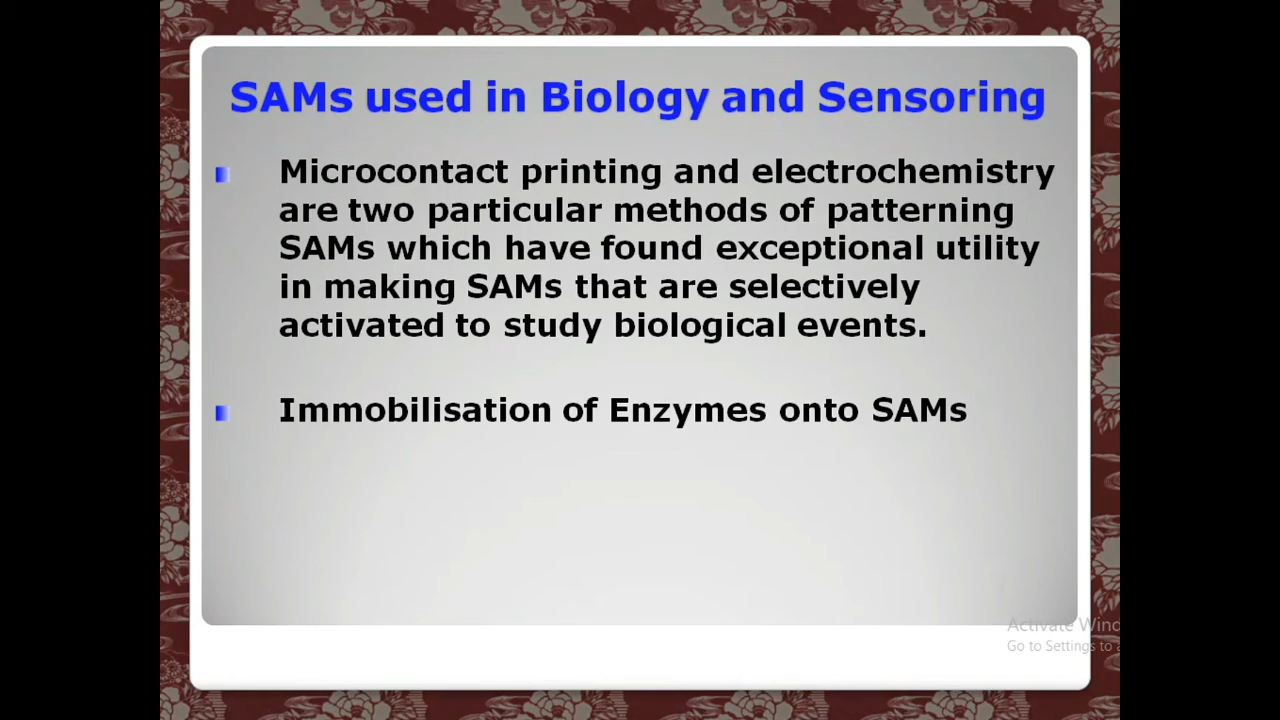 SAMs used in Biology and Sensoring
Microcontact printing and electrochemistry
are two particular methods of patterning
SAMs which have found exceptional utility
in making SAMs that are selectively
activated to study biological events.
Immobilisation of Enzymes onto SAMs
Activate Wind
Go to Settings to a